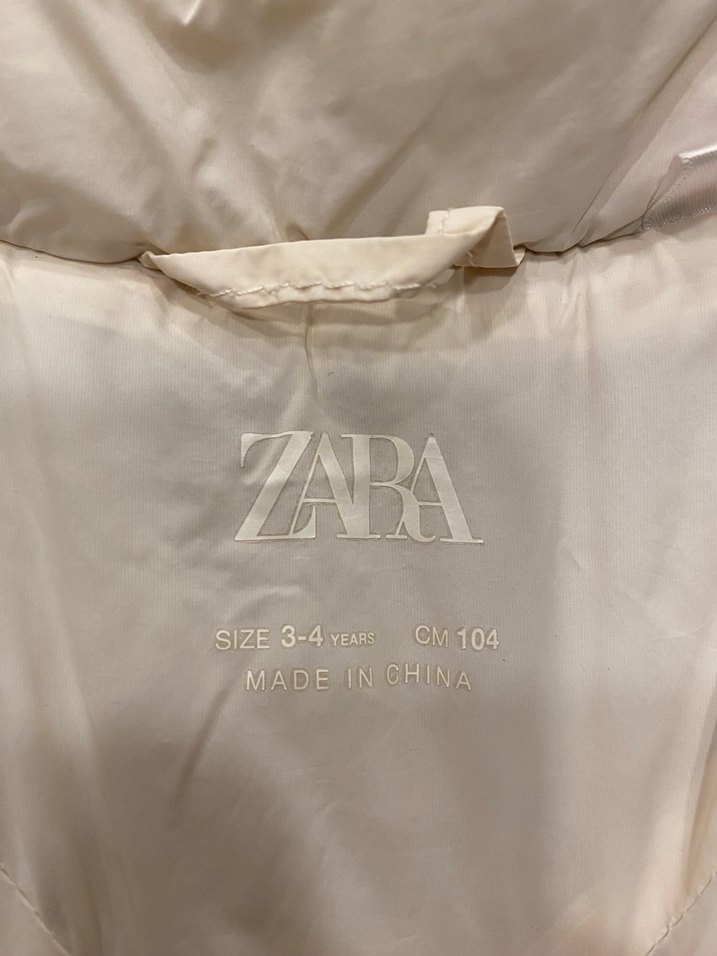 ZARA
SIZE 3-4 YEARS CM 104
MADE IN CHINA